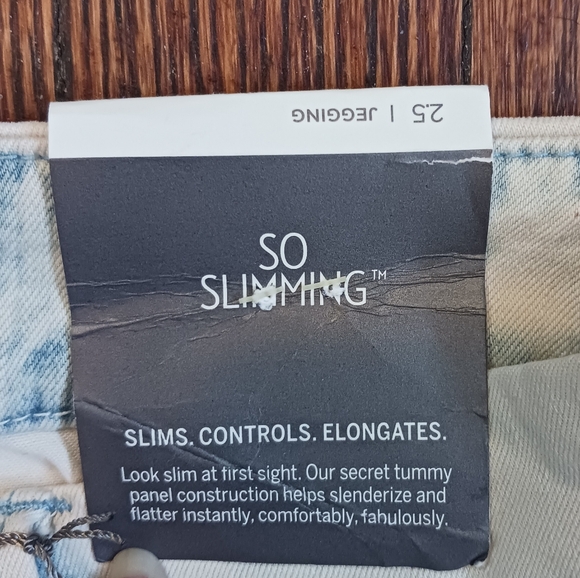 2.5 | JEGGING
SO
SLIMMING™
SLIMS. CONTROLS. ELONGATES.
Look slim at first sight. Our secret tummy
panel construction helps slenderize and
flatter instantly, comfortably, fabulously.